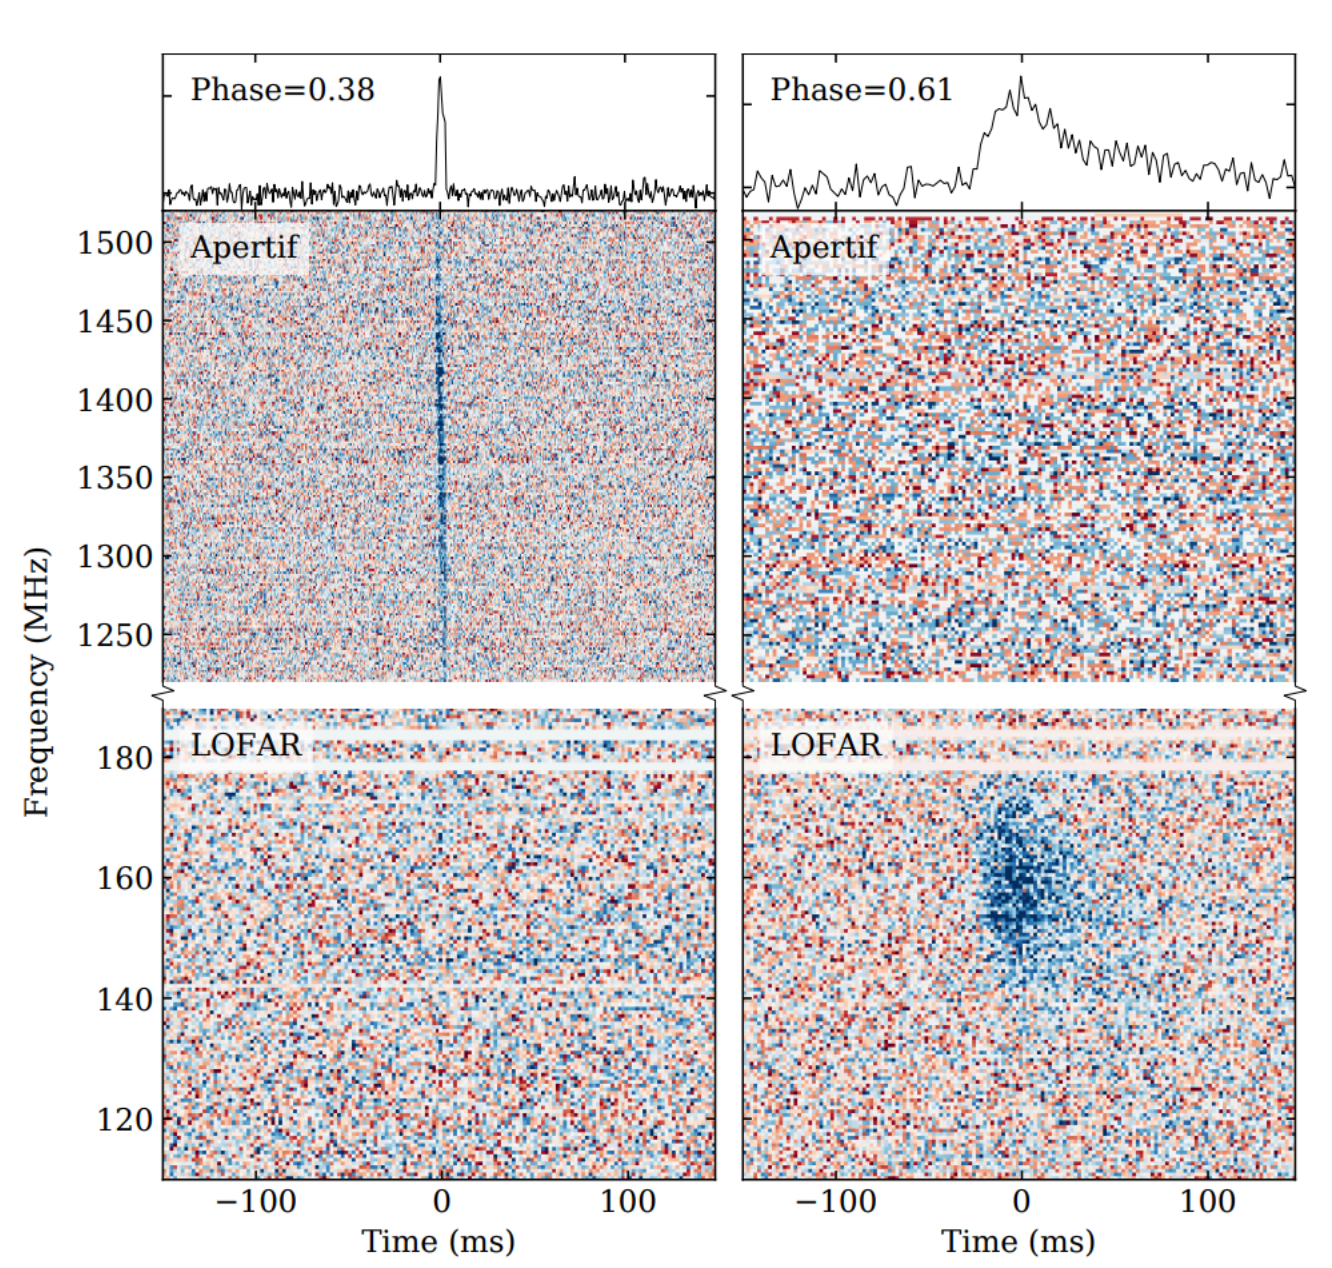 Phase=0.38
Phase=0.61
Apertif
Apertif
1500
1450
1400
1350
1300
1250
LOFAR
LOFAR
180
160
140
120
Frequency (MHz)
−100 0 100
−100 0 100
Time (ms)
Time (ms)